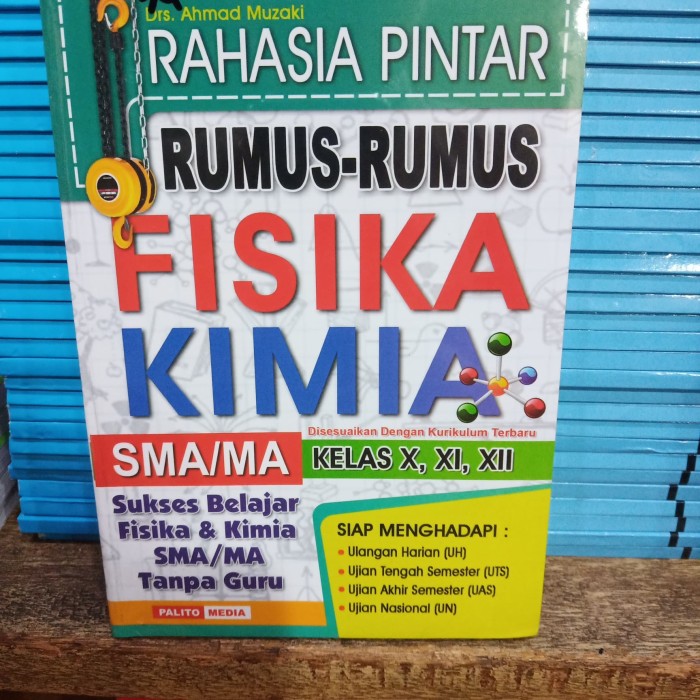 Drs. Ahmad Muzaki
RAHASIA PINTAR
RUMUS-RUMUS
FISIKA
KIMIA
Disesuaikan Dengan Kurikulum Terbaru
SMA/MA
KELAS X, XI, XII
Sukses Belajar
Fisika & Kimia
SMA/MA
Tanpa Guru
PALITO MEDIA
SIAP MENGHADAPI :
• Ulangan Harian (UH)
• Ujian Tengah Semester (UTS)
• Ujian Akhir Semester (UAS)
• Ujian Nasional (UN)